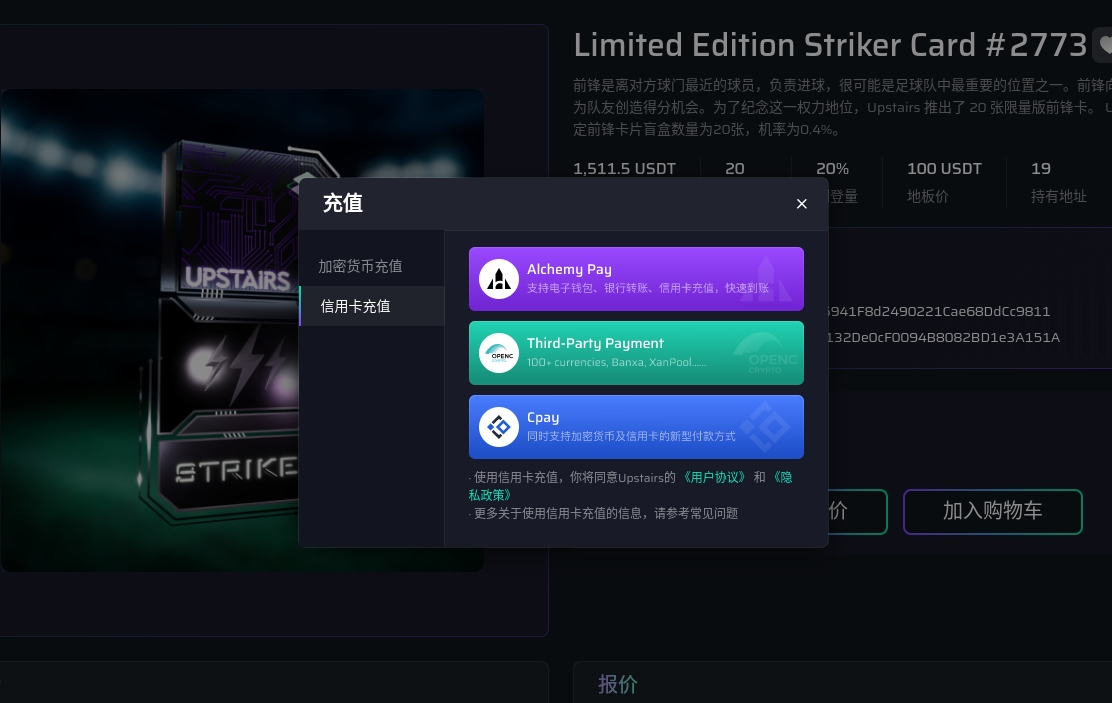 Limited Edition Striker Card #2773
前锋是离对方球门最近的球员，负责进球，很可能是足球队中最重要的位置之一。前锋
为队友创造得分机会。为了纪念这一权力地位，Upstairs 推出了 20 张限量版前锋卡。
定前锋卡片盲盒数量为20张，机率为0.4%。
1,511.5 USDT
20
20%
100 USDT
19
登量
地板价
持有地址
充值
加密货币充值
信用卡充值
Alchemy Pay
支持电子钱包、银行转账、信用卡充值，快速到账
5941F8d2490221Cae68DdCc9811
132De0cF0094B8082BD1e3A151A
Third-Party Payment
100+ currencies, Banxa, XanPool......
OPENC
OPENC
CRYPTO
Cpay
同时支持加密货币及信用卡的新型付款方式
· 使用信用卡充值，你将同意Upstairs的 《用户协议》 和 《隐
私政策》
· 更多关于使用信用卡充值的信息，请参考常见问题
价
加入购物车
UPSTAIRS
STRIKE
报价